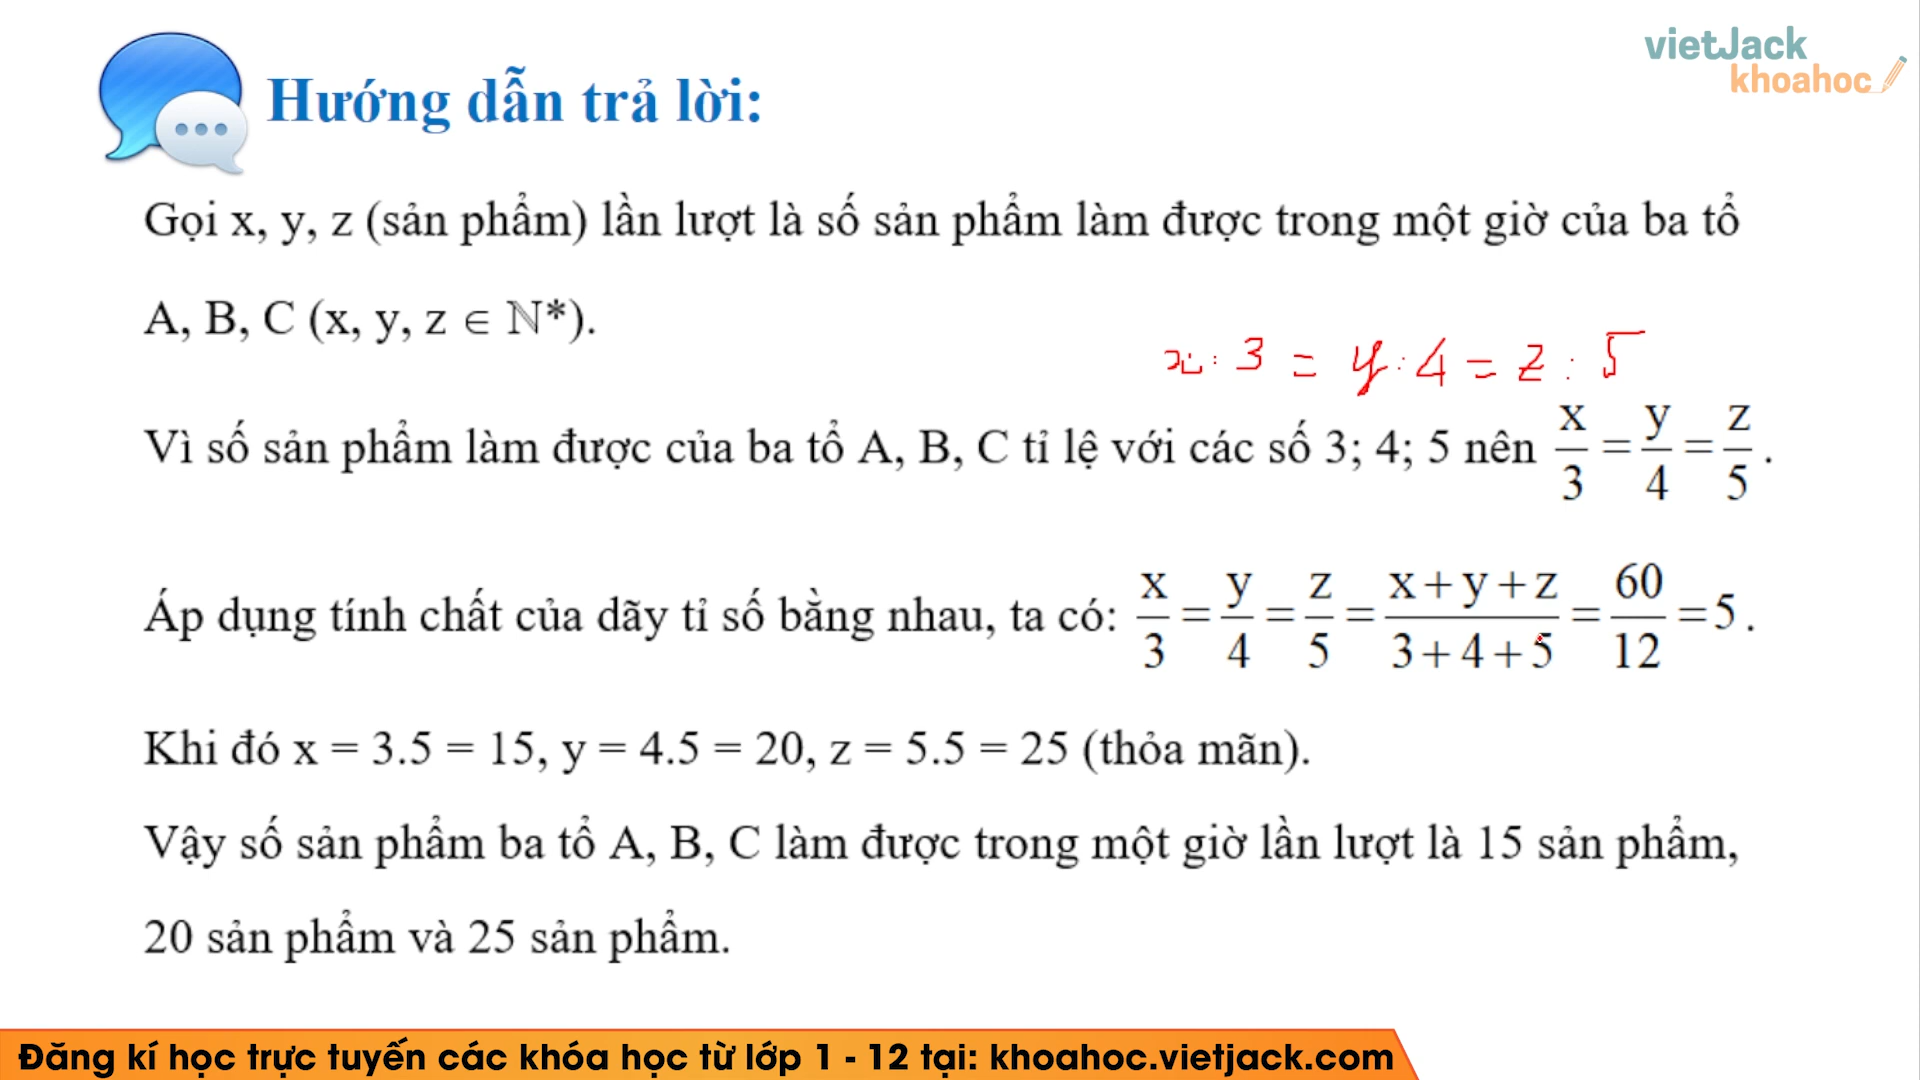 vietJack
khoahoc
Hướng dẫn trả lời:
Gọi x, y, z (sản phẩm) lần lượt là số sản phẩm làm được trong một giờ của ba tổ
A, B, C (x, y, z ∈ ℕ*).
x : 3 = y : 4 = z : 5
Vì số sản phẩm làm được của ba tổ A, B, C tỉ lệ với các số 3; 4; 5 nên x/3 = y/4 = z/5.
Áp dụng tính chất của dãy tỉ số bằng nhau, ta có: x/3 = y/4 = z/5 = (x+y+z)/(3+4+5) = 60/12 = 5.
Khi đó x = 3.5 = 15, y = 4.5 = 20, z = 5.5 = 25 (thỏa mãn).
Vậy số sản phẩm ba tổ A, B, C làm được trong một giờ lần lượt là 15 sản phẩm,
20 sản phẩm và 25 sản phẩm.
Đăng kí học trực tuyến các khóa học từ lớp 1 - 12 tại: khoahoc.vietjack.com